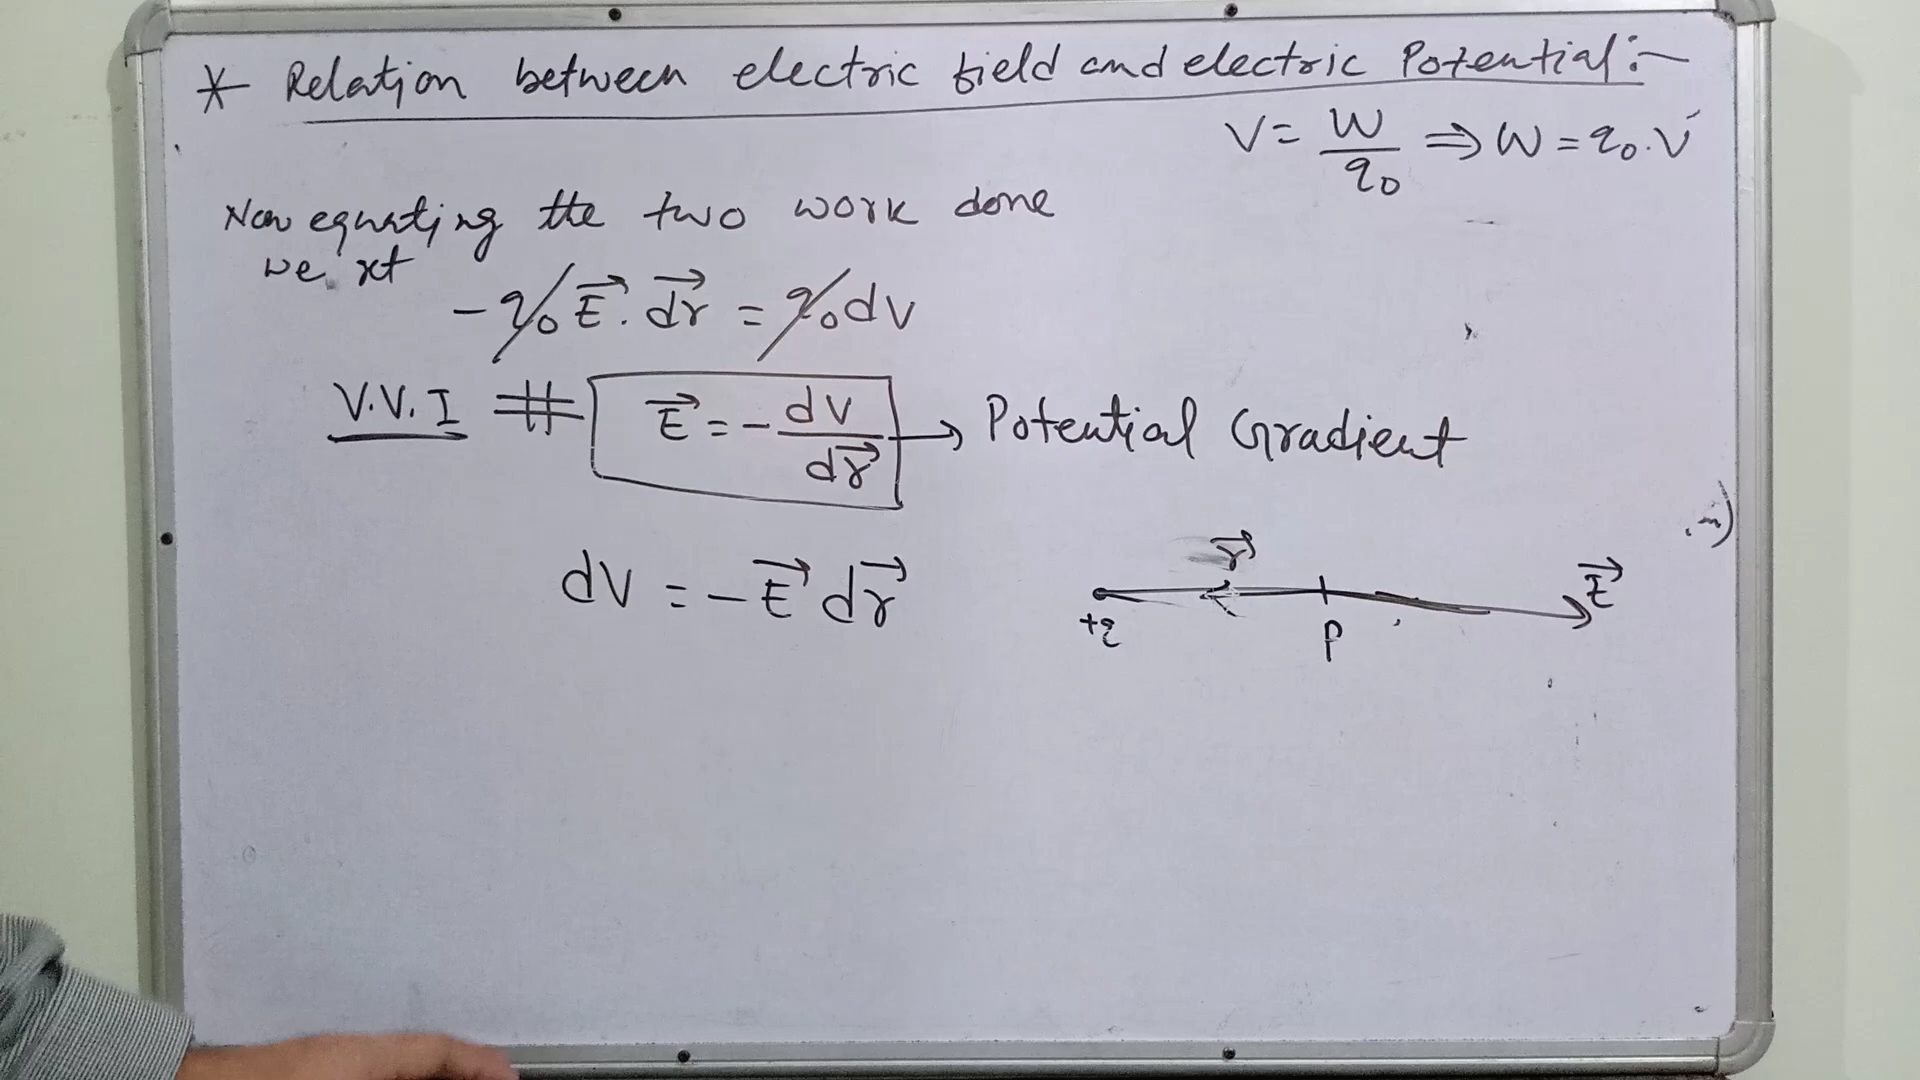 * Relation between electric field and electric Potential :-
V = W/q₀ ⇒ W = q₀.V
Now equating the two work done
we get
-q₀E⃗.dr⃗ = q₀dV
V.V.I # E⃗ = -dV/dr⃗ → Potential Gradient
dV = -E⃗ dr⃗
r⃗
E⃗
+q
P